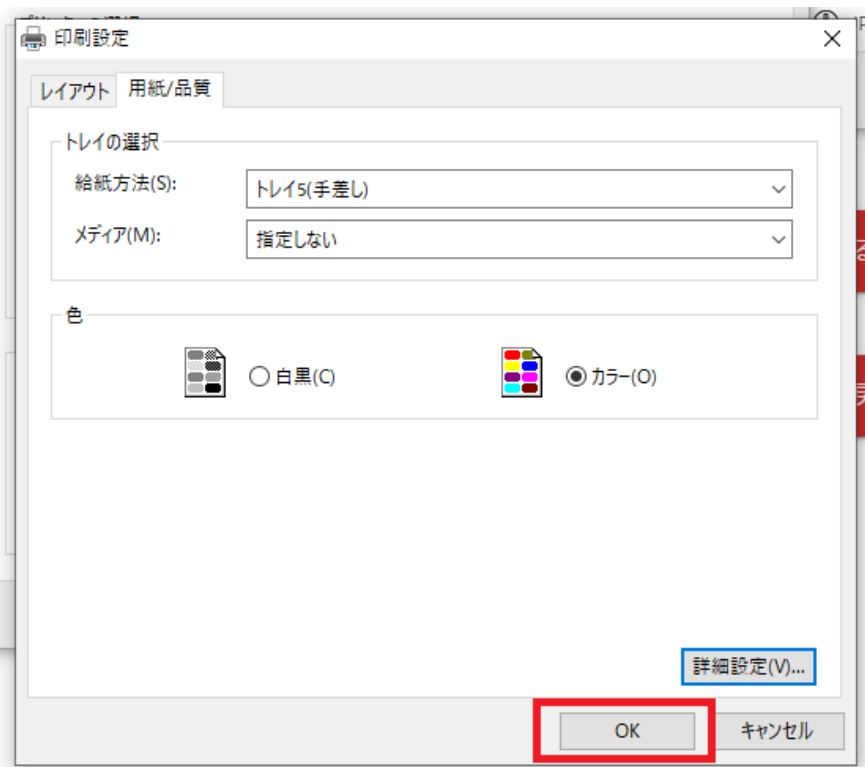 印刷設定
レイアウト 用紙/品質
トレイの選択
給紙方法(S): トレイ5(手差し)
メディア(M): 指定しない
色
白黒(C) カラー(O)
詳細設定(V)...
OK キャンセル